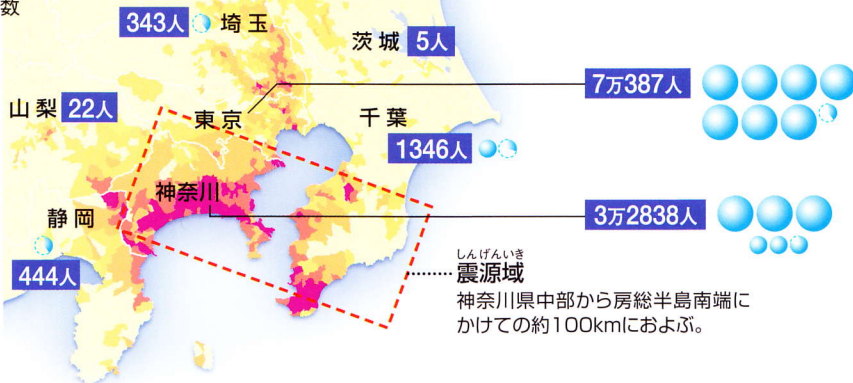 数
343人
埼玉
茨城 5人
7万387人
山梨 22人
東京
千葉
1346人
神奈川
静岡
3万2838人
444人
しんげんいき
震源域
神奈川県中部から房総半島南端に
かけての約100kmにおよぶ。